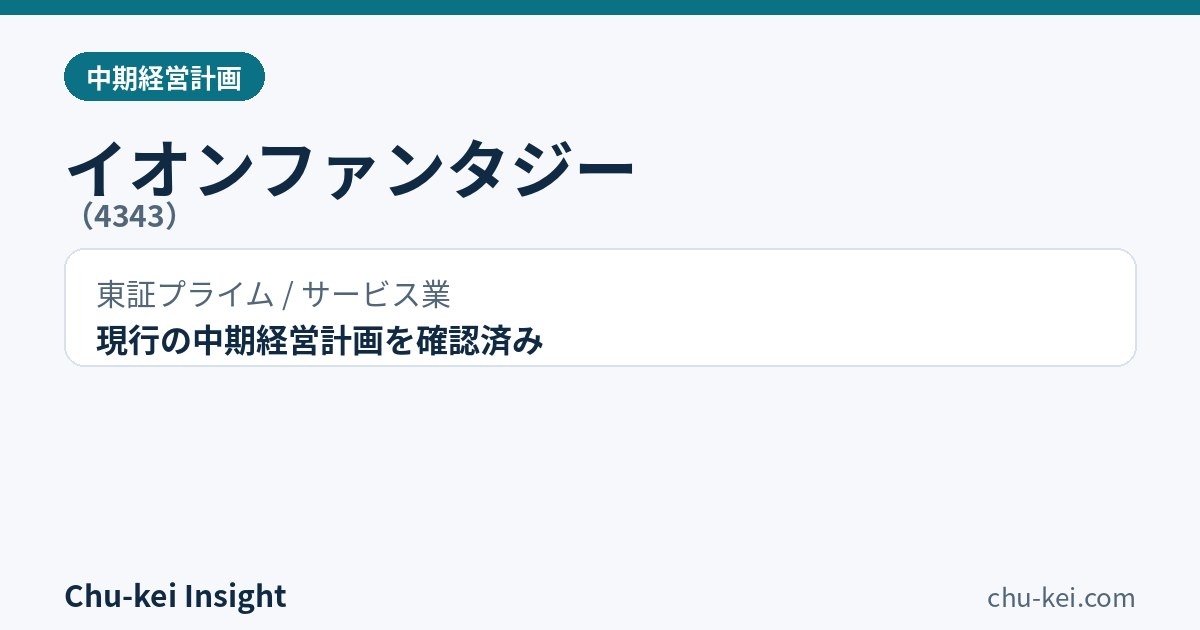 中期経営計画
イオンファンタジー
（4343）
東証プライム / サービス業
現行の中期経営計画を確認済み
Chu-kei Insight
chu-kei.com